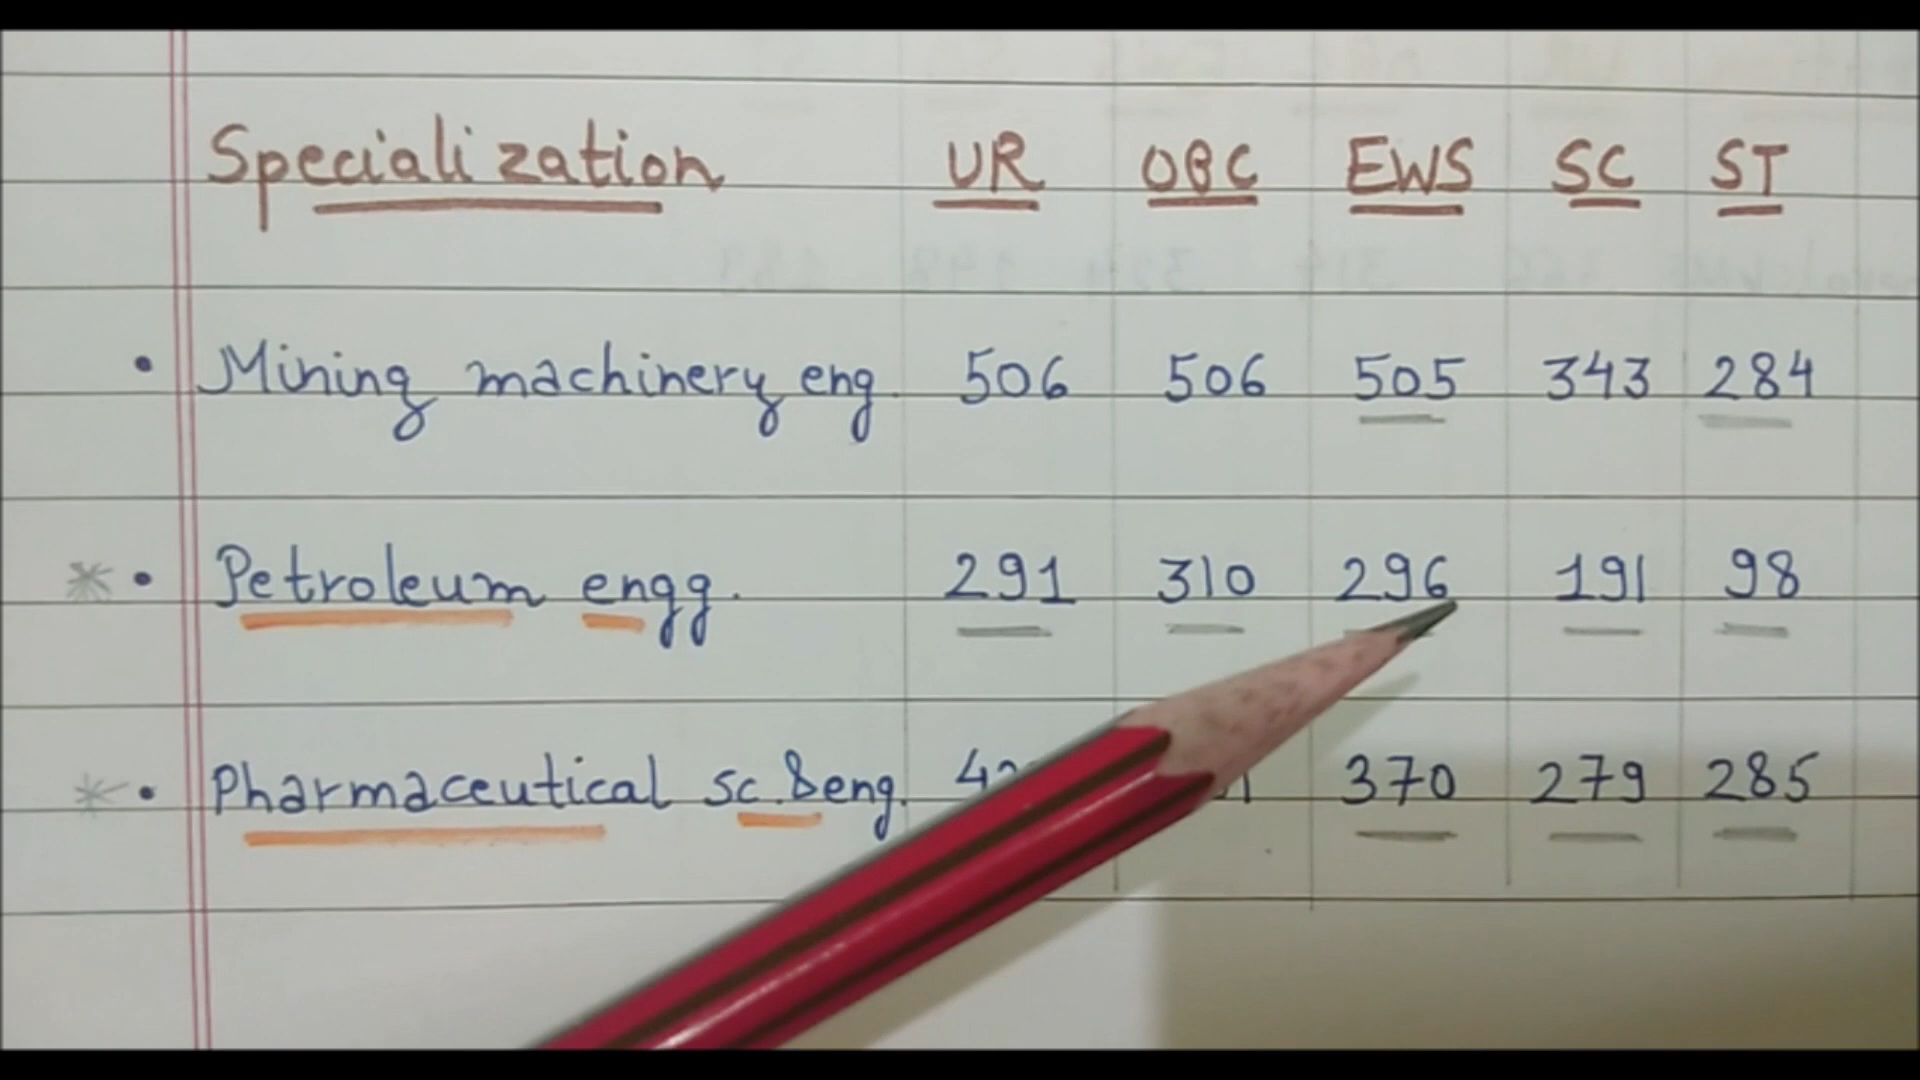 Specialization UR OBC EWS SC ST
• Mining machinery eng. 506 506 505 343 284
* • Petroleum engg. 291 310 296 191 98
* • Pharmaceutical sc. & eng. 370 279 285